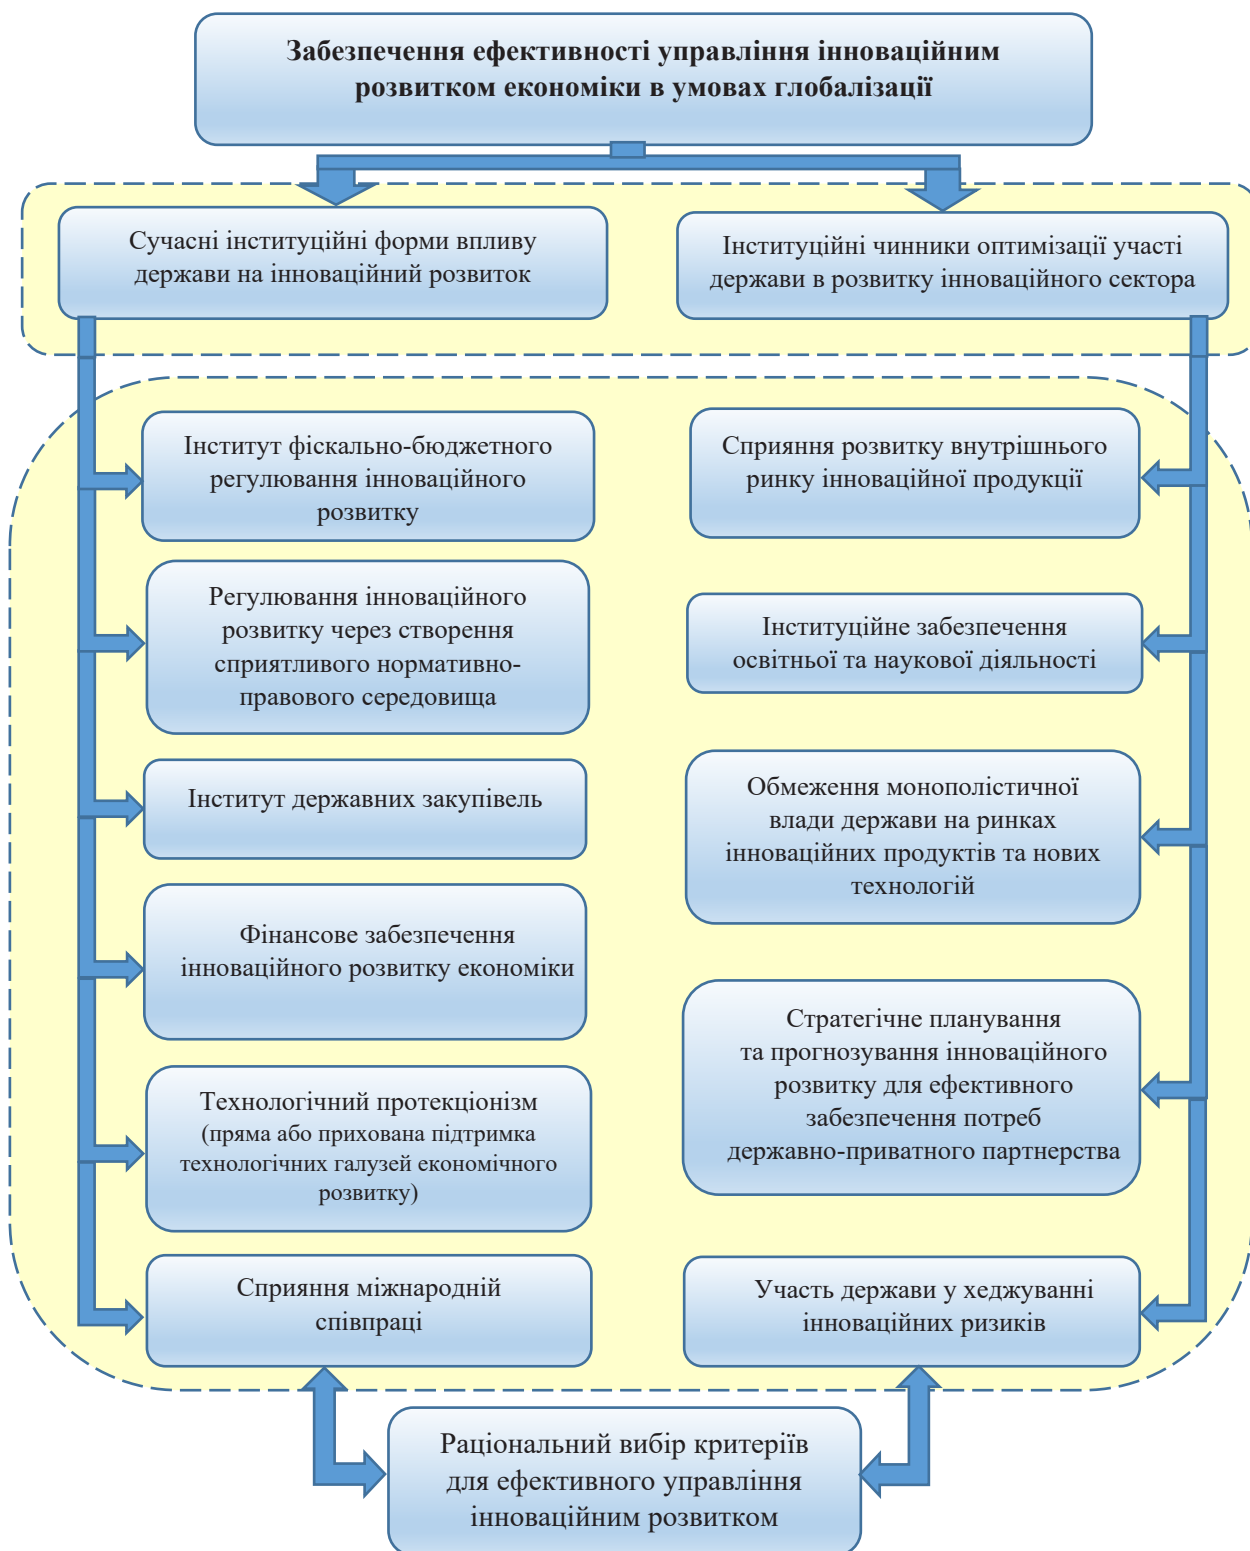 Забезпечення ефективності управління інноваційним
розвитком економіки в умовах глобалізації
Сучасні інституційні форми впливу
держави на інноваційний розвиток
Інституційні чинники оптимізації участі
держави в розвитку інноваційного сектора
Інститут фіскально-бюджетного
регулювання інноваційного
розвитку
Регулювання інноваційного
розвитку через створення
сприятливого нормативно-
правового середовища
Інститут державних закупівель
Фінансове забезпечення
інноваційного розвитку економіки
Технологічний протекціонізм
(пряма або прихована підтримка
технологічних галузей економічного
розвитку)
Сприяння міжнародній
співпраці
Сприяння розвитку внутрішнього
ринку інноваційної продукції
Інституційне забезпечення
освітньої та наукової діяльності
Обмеження монополістичної
влади держави на ринках
інноваційних продуктів та нових
технологій
Стратегічне планування
та прогнозування інноваційного
розвитку для ефективного
забезпечення потреб
державно-приватного партнерства
Участь держави у хеджуванні
інноваційних ризиків
Раціональний вибір критеріїв
для ефективного управління
інноваційним розвитком